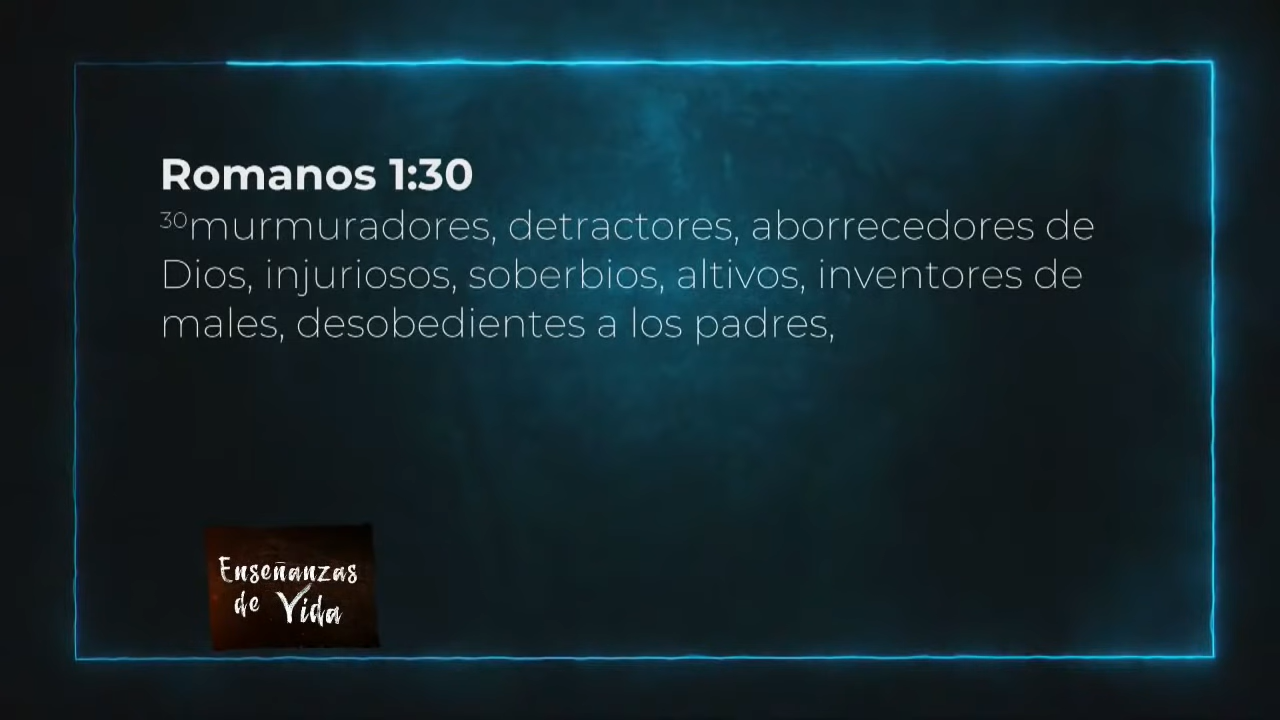 Romanos 1:30
³⁰murmuradores, detractores, aborrecedores de
Dios, injuriosos, soberbios, altivos, inventores de
males, desobedientes a los padres,
Enseñanzas
de Vida